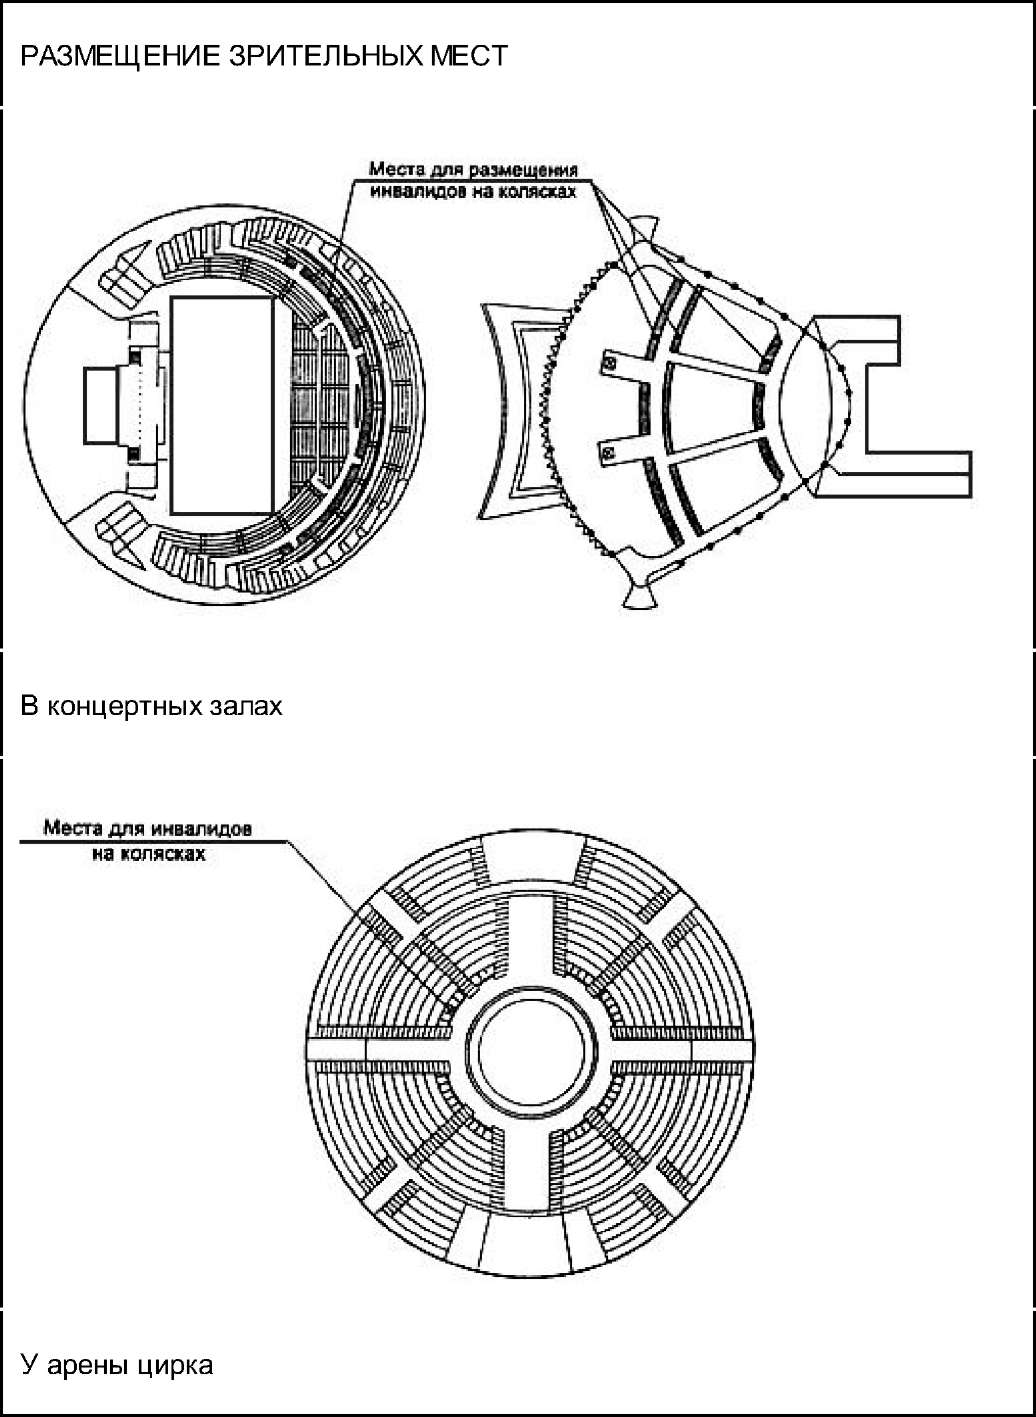 РАЗМЕЩЕНИЕ ЗРИТЕЛЬНЫХ МЕСТ
Места для размещения
инвалидов на колясках
В концертных залах
Места для инвалидов
на колясках
У арены цирка